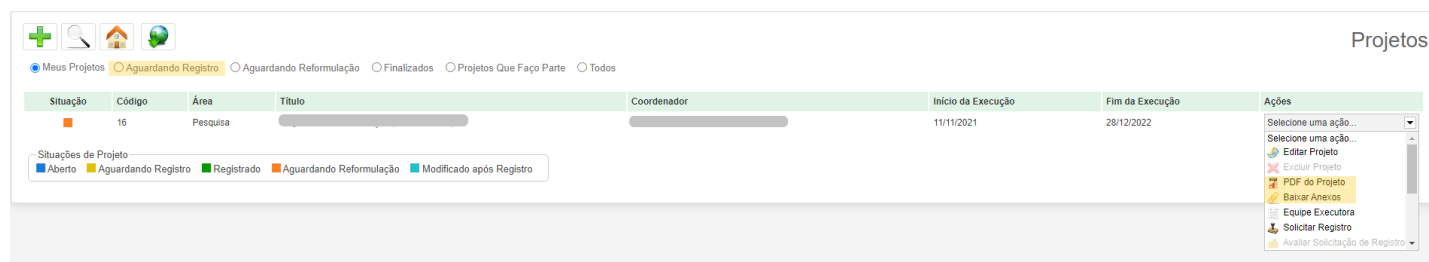 Projetos
Meus Projetos Aguardando Registro Aguardando Reformulação Finalizados Projetos Que Faço Parte Todos
Situação Código Área Título Coordenador Início da Execução Fim da Execução Ações
16 Pesquisa 11/11/2021 28/12/2022 Selecione uma ação...
Selecione uma ação...
Editar Projeto
Excluir Projeto
PDF do Projeto
Baixar Anexos
Equipe Executora
Solicitar Registro
Avaliar Solicitação de Registro
Situações de Projeto
Aberto Aguardando Registro Registrado Aguardando Reformulação Modificado após Registro